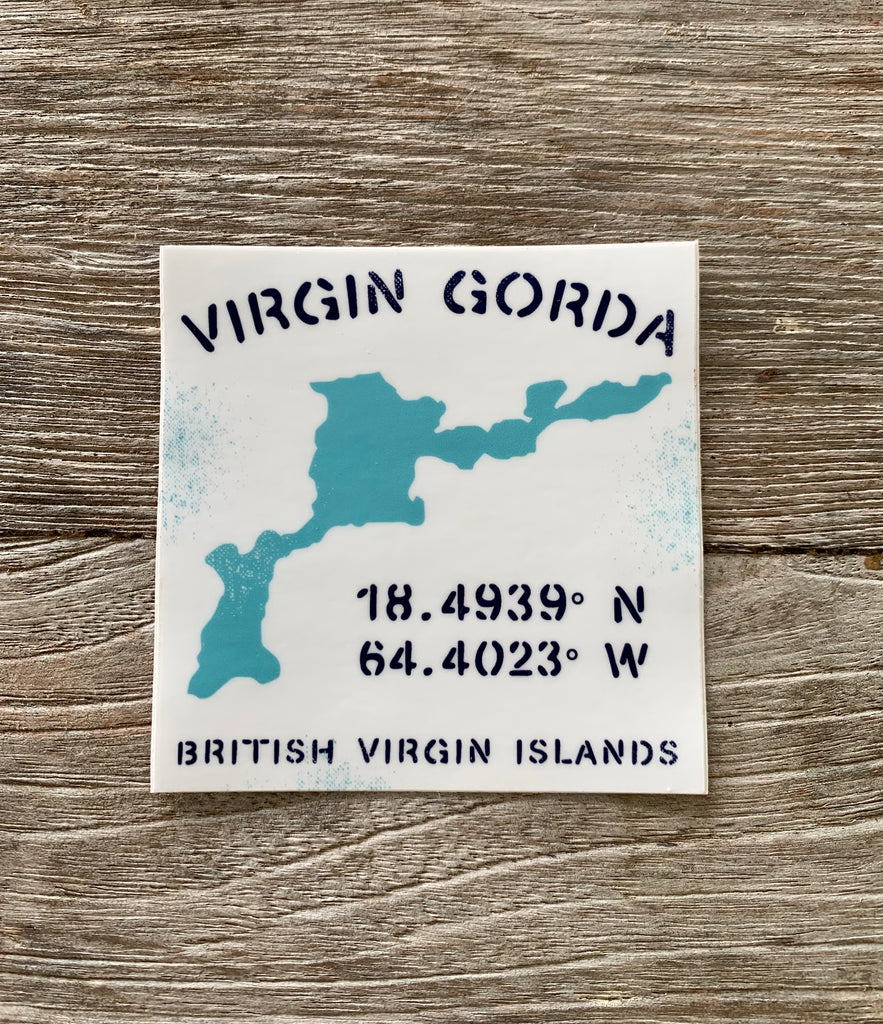 VIRGIN GORDA
18.4939° N
64.4023° W
BRITISH VIRGIN ISLANDS